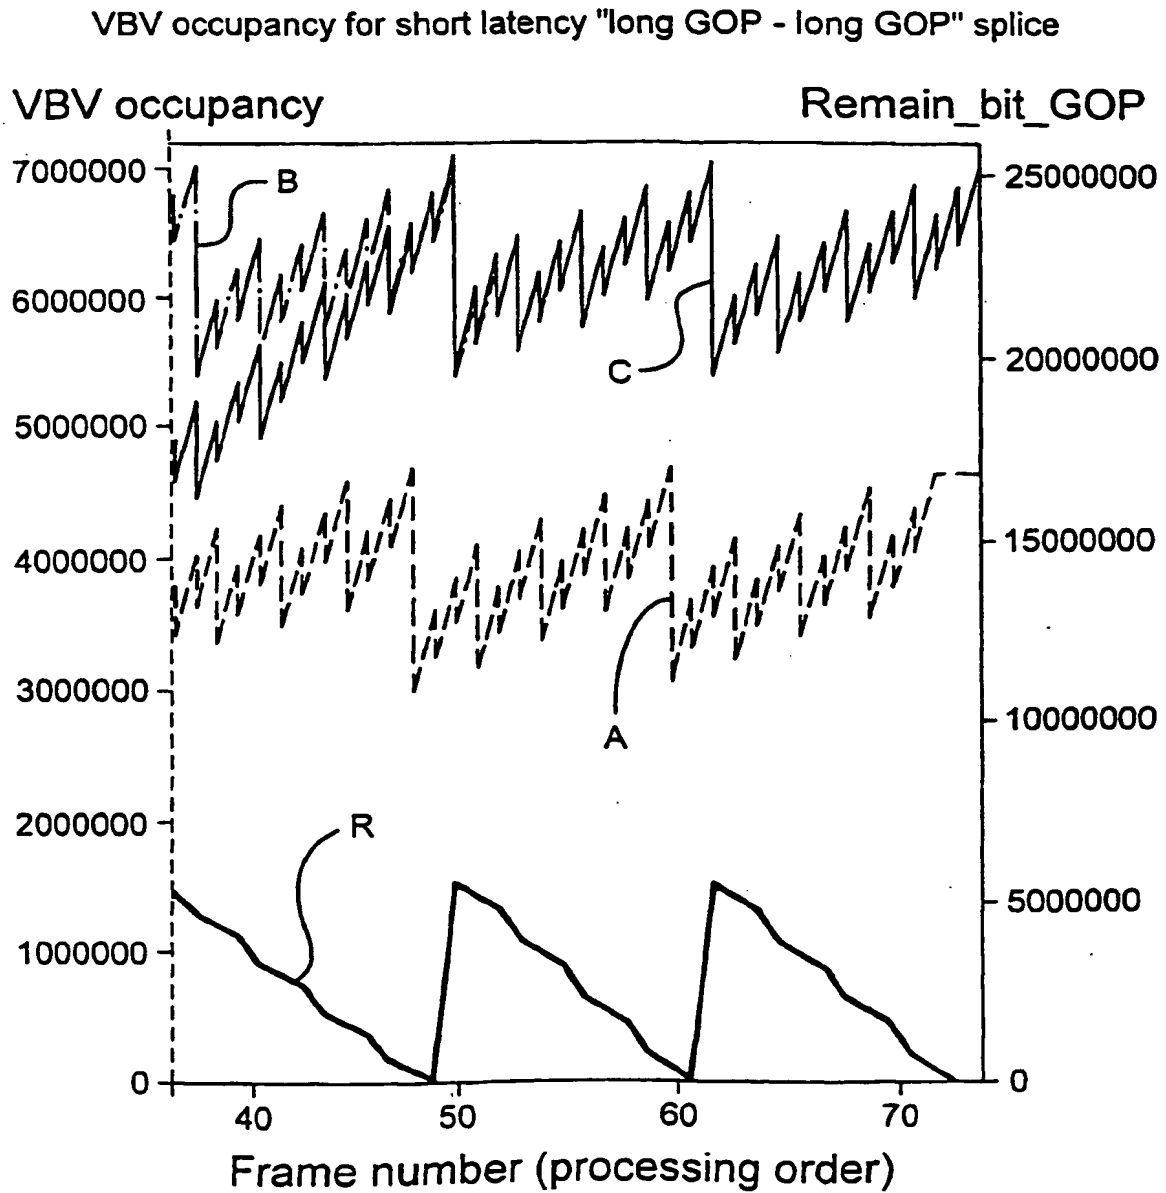 VBV occupancy for short latency "long GOP - long GOP" splice
VBV occupancy
Remain_bit_GOP
7000000
6000000
5000000
4000000
3000000
2000000
1000000
0
25000000
20000000
15000000
10000000
5000000
0
B
C
A
R
40
50
60
70
Frame number (processing order)